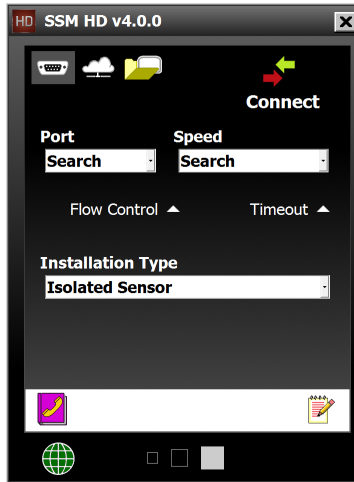 HD SSM HD v4.0.0
Connect
Port Speed
Search Search
Flow Control Timeout
Installation Type
Isolated Sensor